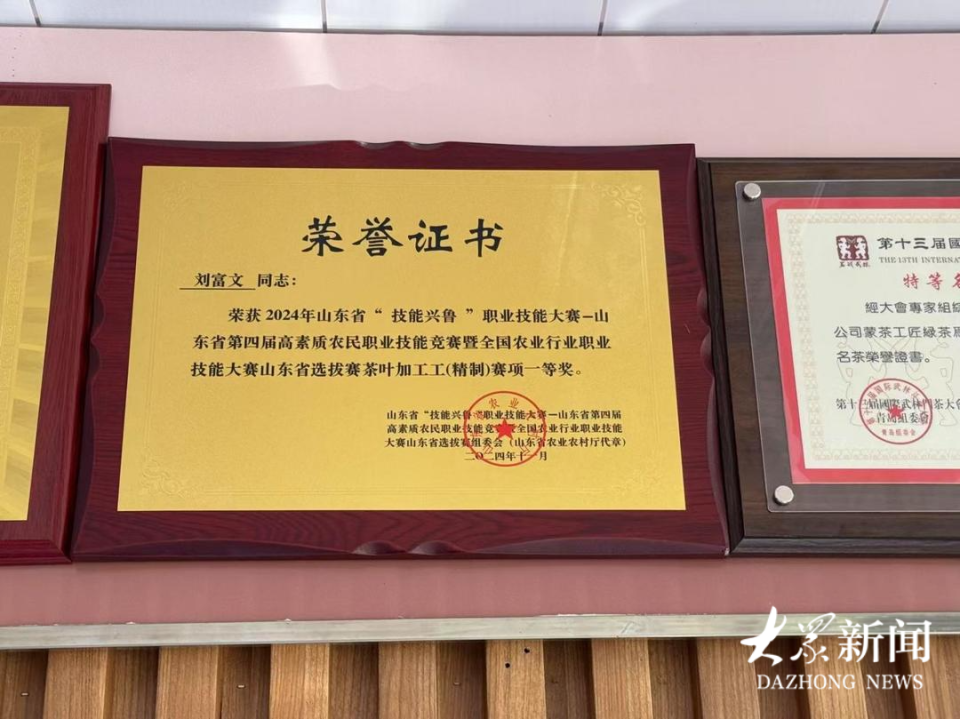 荣誉证书
刘富文 同志：
荣获2024年山东省“技能兴鲁”职业技能大赛—山
东省第四届高素质农民职业技能竞赛暨全国农业行业职业
技能大赛山东省选拔赛茶叶加工工(精制)赛项一等奖。
山东省“技能兴鲁”职业技能大赛—山东省第四届
高素质农民职业技能竞赛暨全国农业行业职业技能
大赛山东省选拔赛组委会（山东省农业农村厅代章）
二〇二四年十一月
第十三届國
THE 13TH INTERNAT
特等名
經大會專家組
公司蒙茶工匠綠茶
名茶榮譽證書。
青島組委會
大众新闻
DAZHONG NEWS